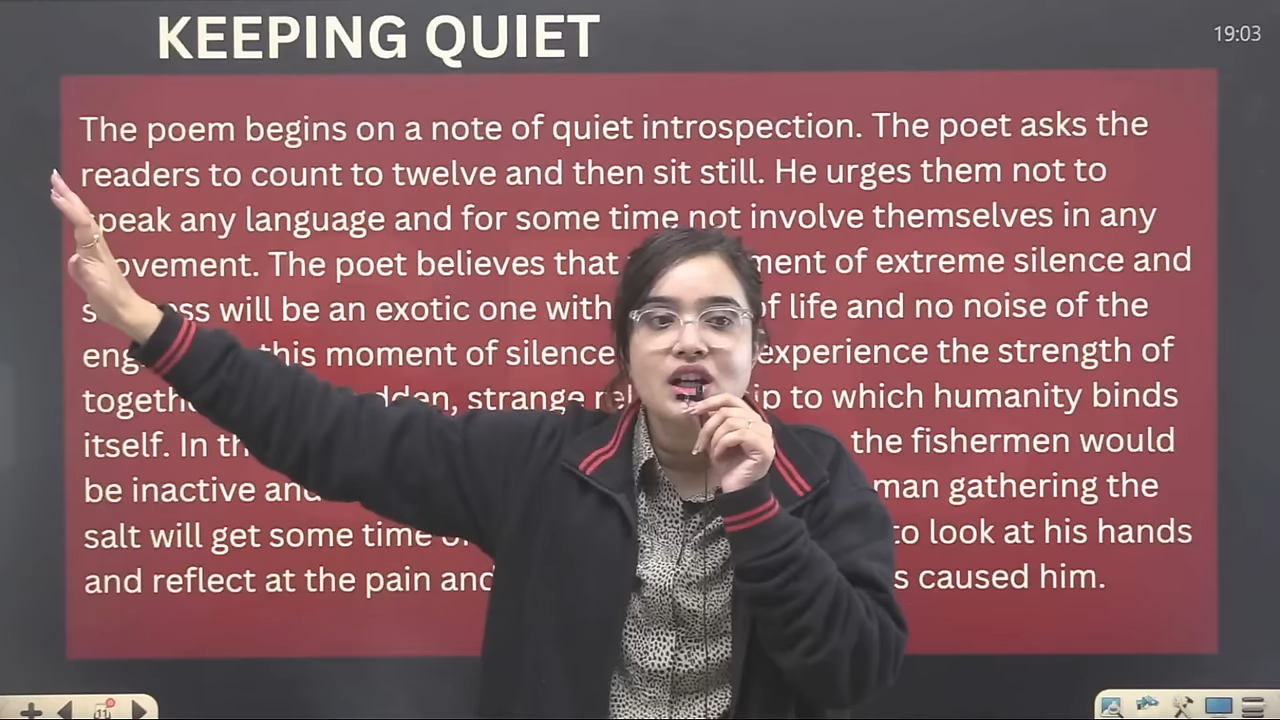 KEEPING QUIET
19:03
The poem begins on a note of quiet introspection. The poet asks the
readers to count to twelve and then sit still. He urges them not to
speak any language and for some time not involve themselves in any
The poet believes that of extreme silence and
will be an exotic one with of life and no noise of the
this moment of silence experience the strength of
strange to which humanity binds
itself. In the fishermen would
be inactive and man gathering the
salt will get some time to look at his hands
and reflect at the pain and caused him.
11